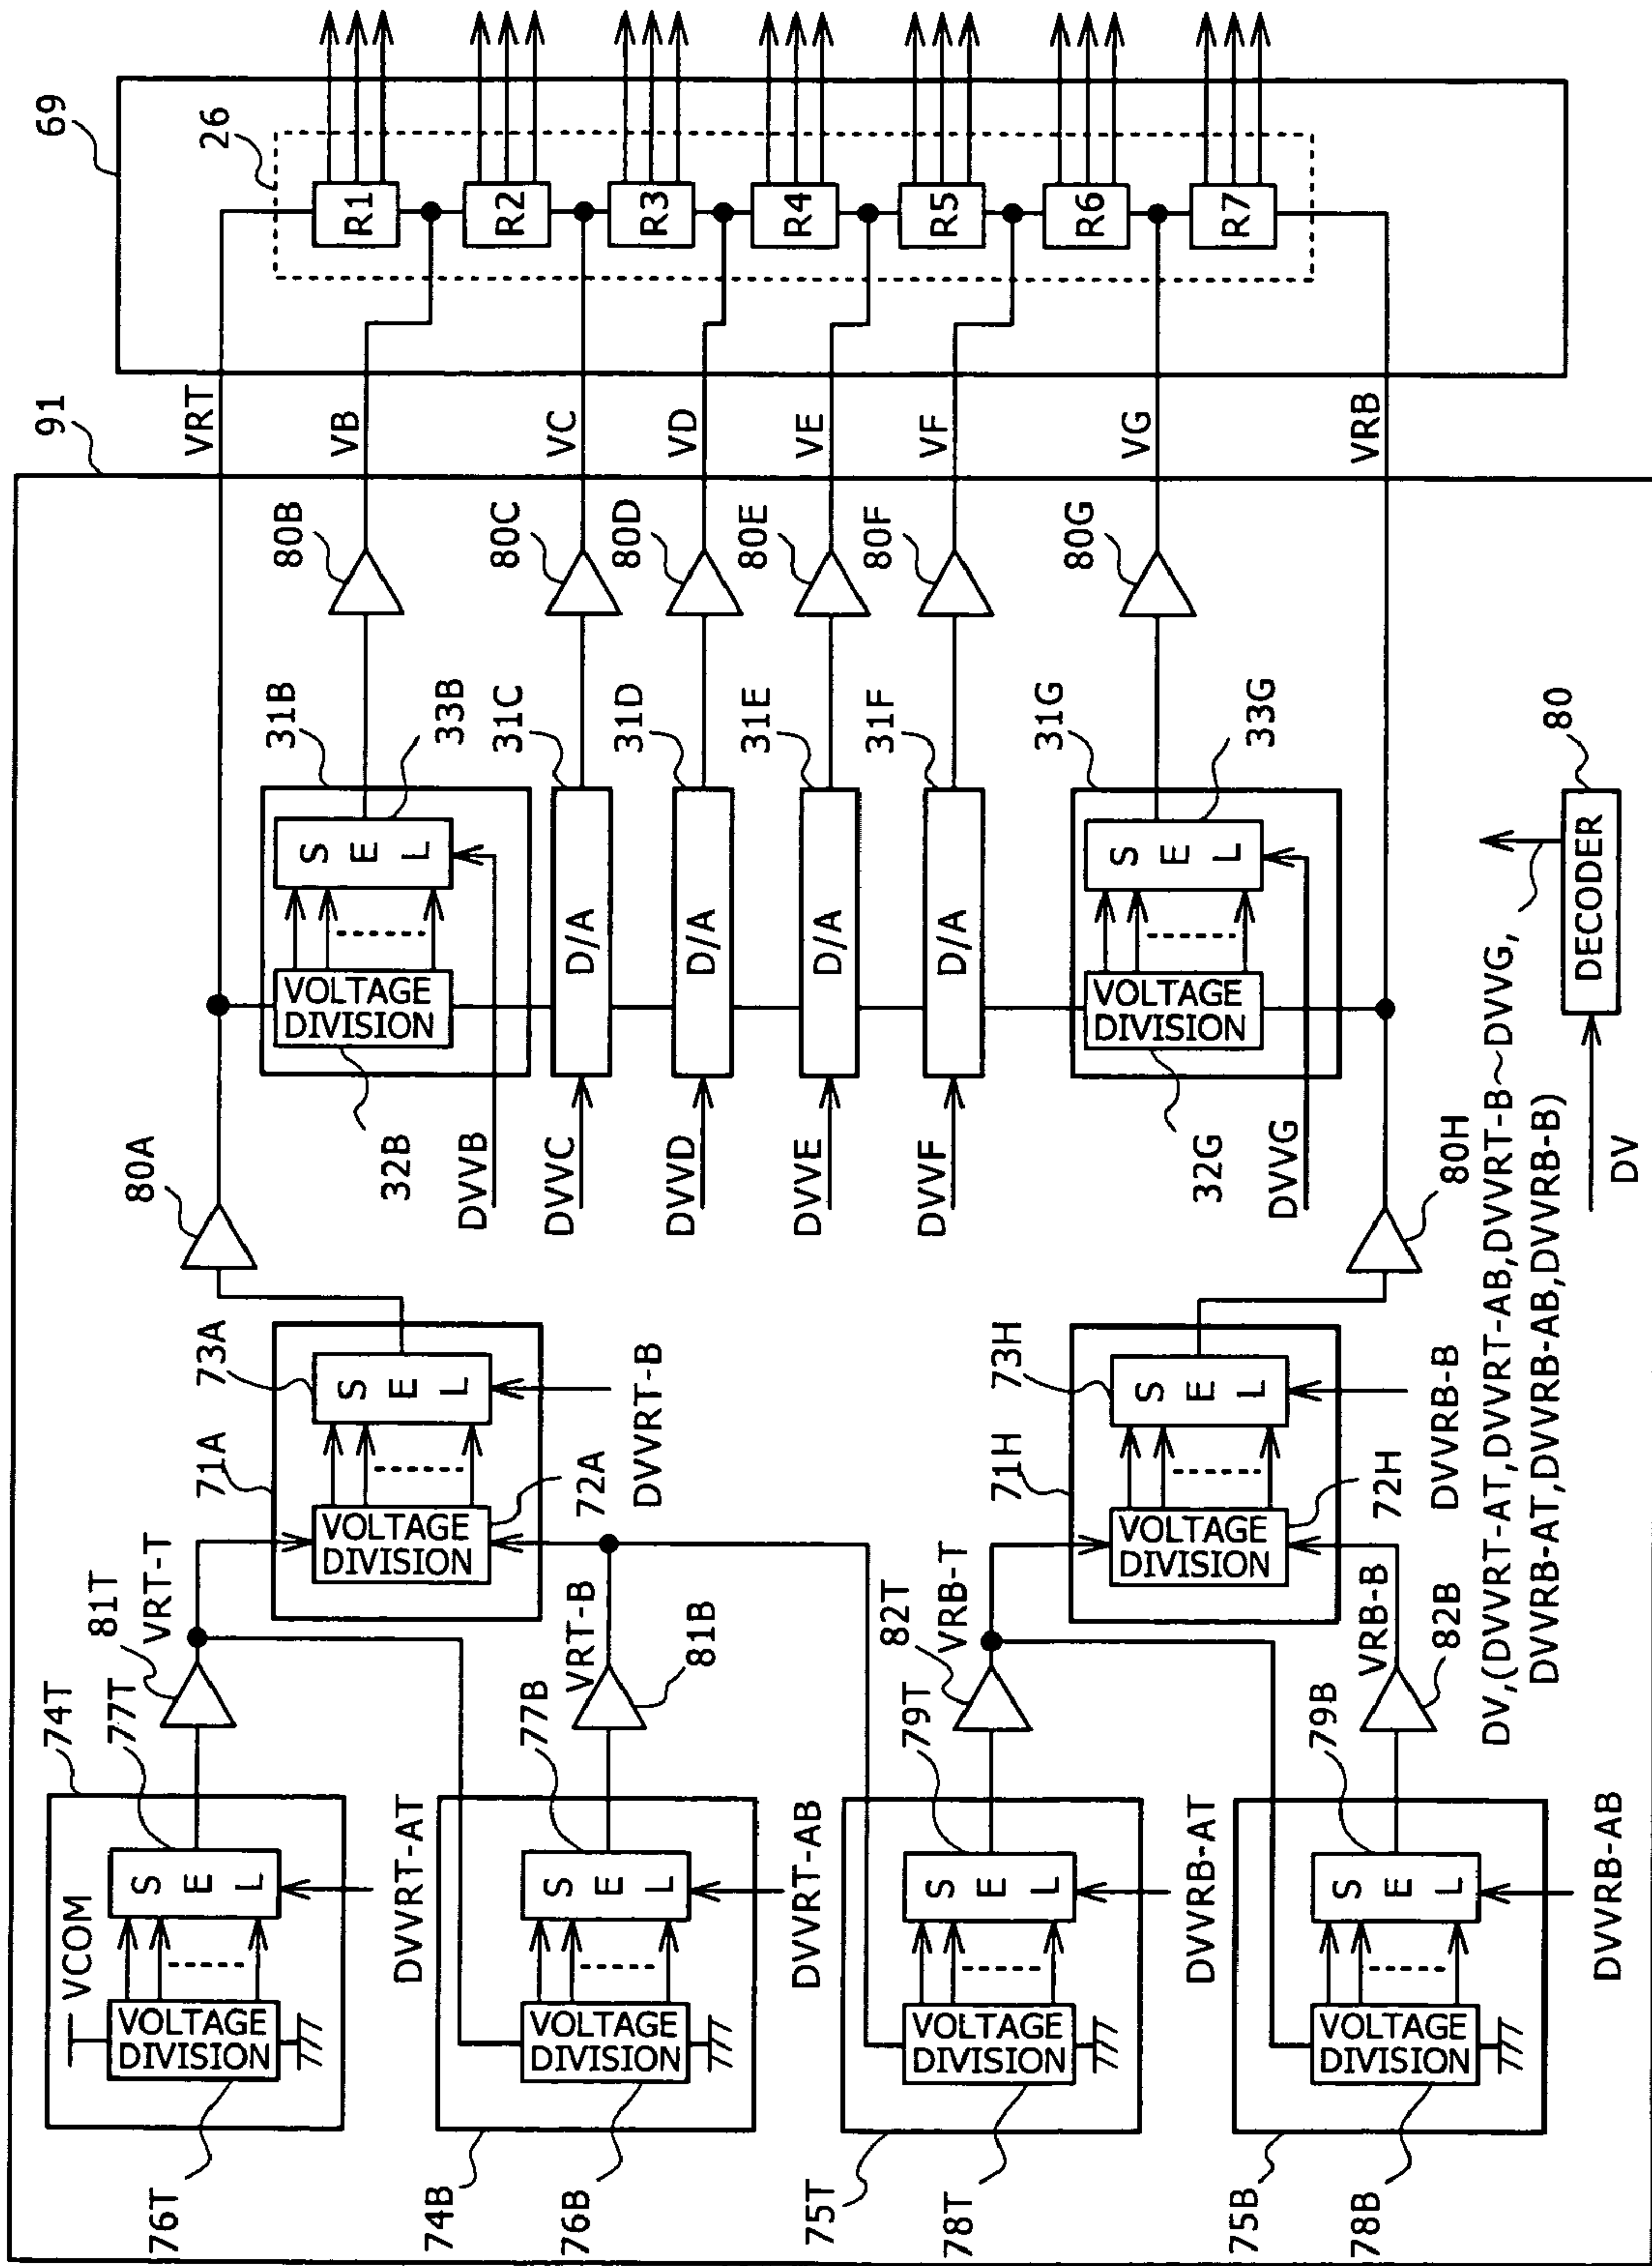 91
69
26
74T
77T
VCOM
VOLTAGE
DIVISION
S
E
L
76T
DVVRT-AT
81T
VRT-T
74B
77B
VOLTAGE
DIVISION
S
E
L
76B
DVVRT-AB
VRT-B
81B
75T
79T
VOLTAGE
DIVISION
S
E
L
78T
DVVRB-AT
82T
VRB-T
75B
79B
VOLTAGE
DIVISION
S
E
L
78B
DVVRB-AB
VRB-B
82B
71A
73A
VOLTAGE
DIVISION
S
E
L
72A
DVVRT-B
71H
73H
VOLTAGE
DIVISION
S
E
L
72H
DVVRB-B
80A
80H
31B
VOLTAGE
DIVISION
S
E
L
33B
32B
DVVB
31C
D/A
DVVC
31D
D/A
DVVD
31E
D/A
DVVE
31F
D/A
DVVF
31G
VOLTAGE
DIVISION
S
E
L
33G
32G
DVVG
80B
80C
80D
80E
80F
80G
VRT
VB
VC
VD
VE
VF
VG
VRB
R1
R2
R3
R4
R5
R6
R7
DV,(DVVRT-AT,DVVRT-AB,DVVRT-B~DVVG,
DVVRB-AT,DVVRB-AB,DVVRB-B)
DV
DECODER
80